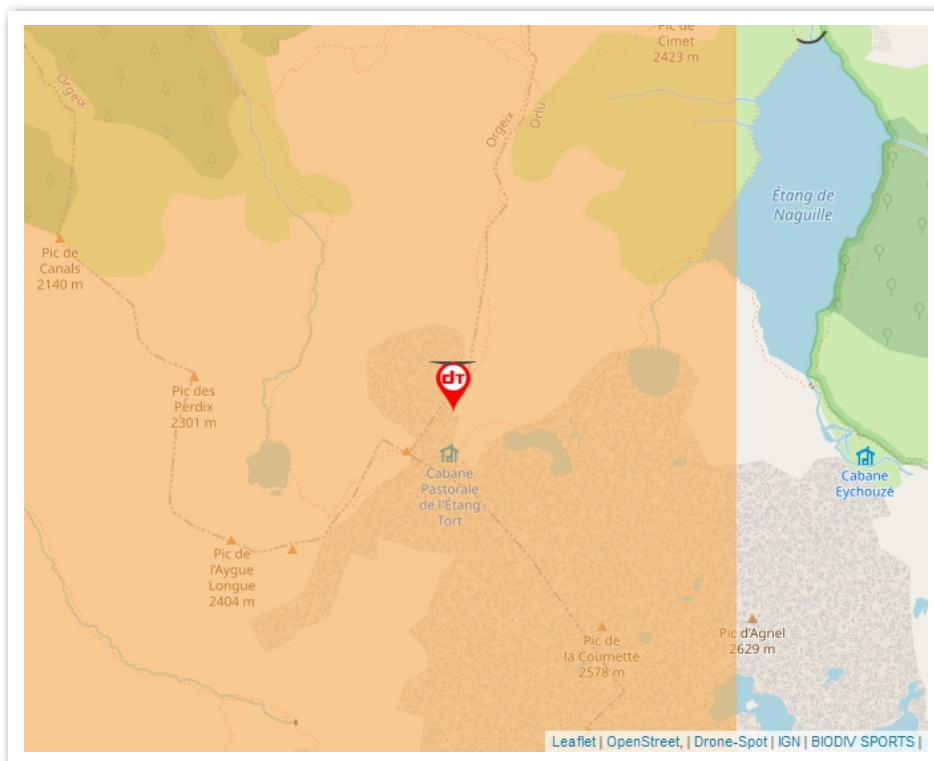 Pic de
Cimet
2423 m
Orgeix
Orgeix
Orlu
Étang de
Naguille
Pic de
Canals
2140 m
dT
Pic des
Perdix
2301 m
Cabane
Pastorale
de l'Étang
Tort
Cabane
Eychouzé
Pic de
l'Aygue
Longue
2404 m
Pic de
la Coumette
2578 m
Pic d'Agnel
2629 m
Leaflet | OpenStreet, | Drone-Spot | IGN | BIODIV SPORTS |